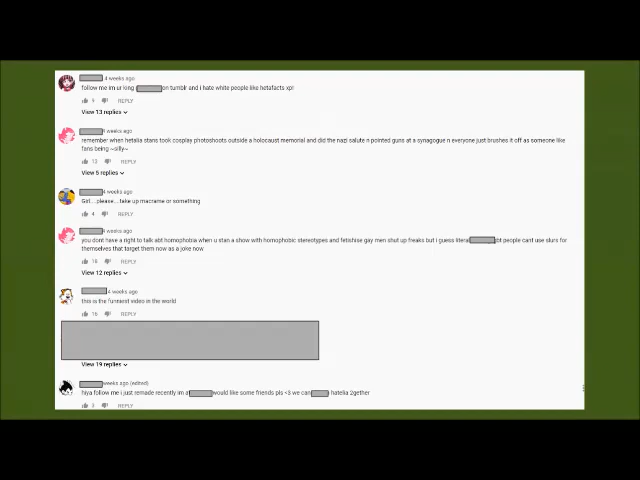 4 weeks ago
follow me im ur long on tumblr and i hate white people like hetafacts xp!
9 REPLY
View 13 replies
4 weeks ago
remember when hetalia stans took cosplay photoshoots outside a holocaust memorial and did the nazi salute n pointed guns at a synagogue n everyone just brushes it off as someone like
fans being ~silly~
12 REPLY
View 5 replies
4 weeks ago
Girl....please....take up macrame or something
4 REPLY
4 weeks ago
you dont have a right to talk abt homophobia when u stan a show with homophobic stereotypes and fetishise gay men shut up freaks but i guess literal bt people cant use slurs for
themselves that target them now as a joke now
18 REPLY
View 12 replies
4 weeks ago
this is the funniest video in the world
16 REPLY
View 19 replies
weeks ago (edited)
hiya follow me i just remade recently im a would like some friends pls <3 we can hatelia 2gether
3 REPLY